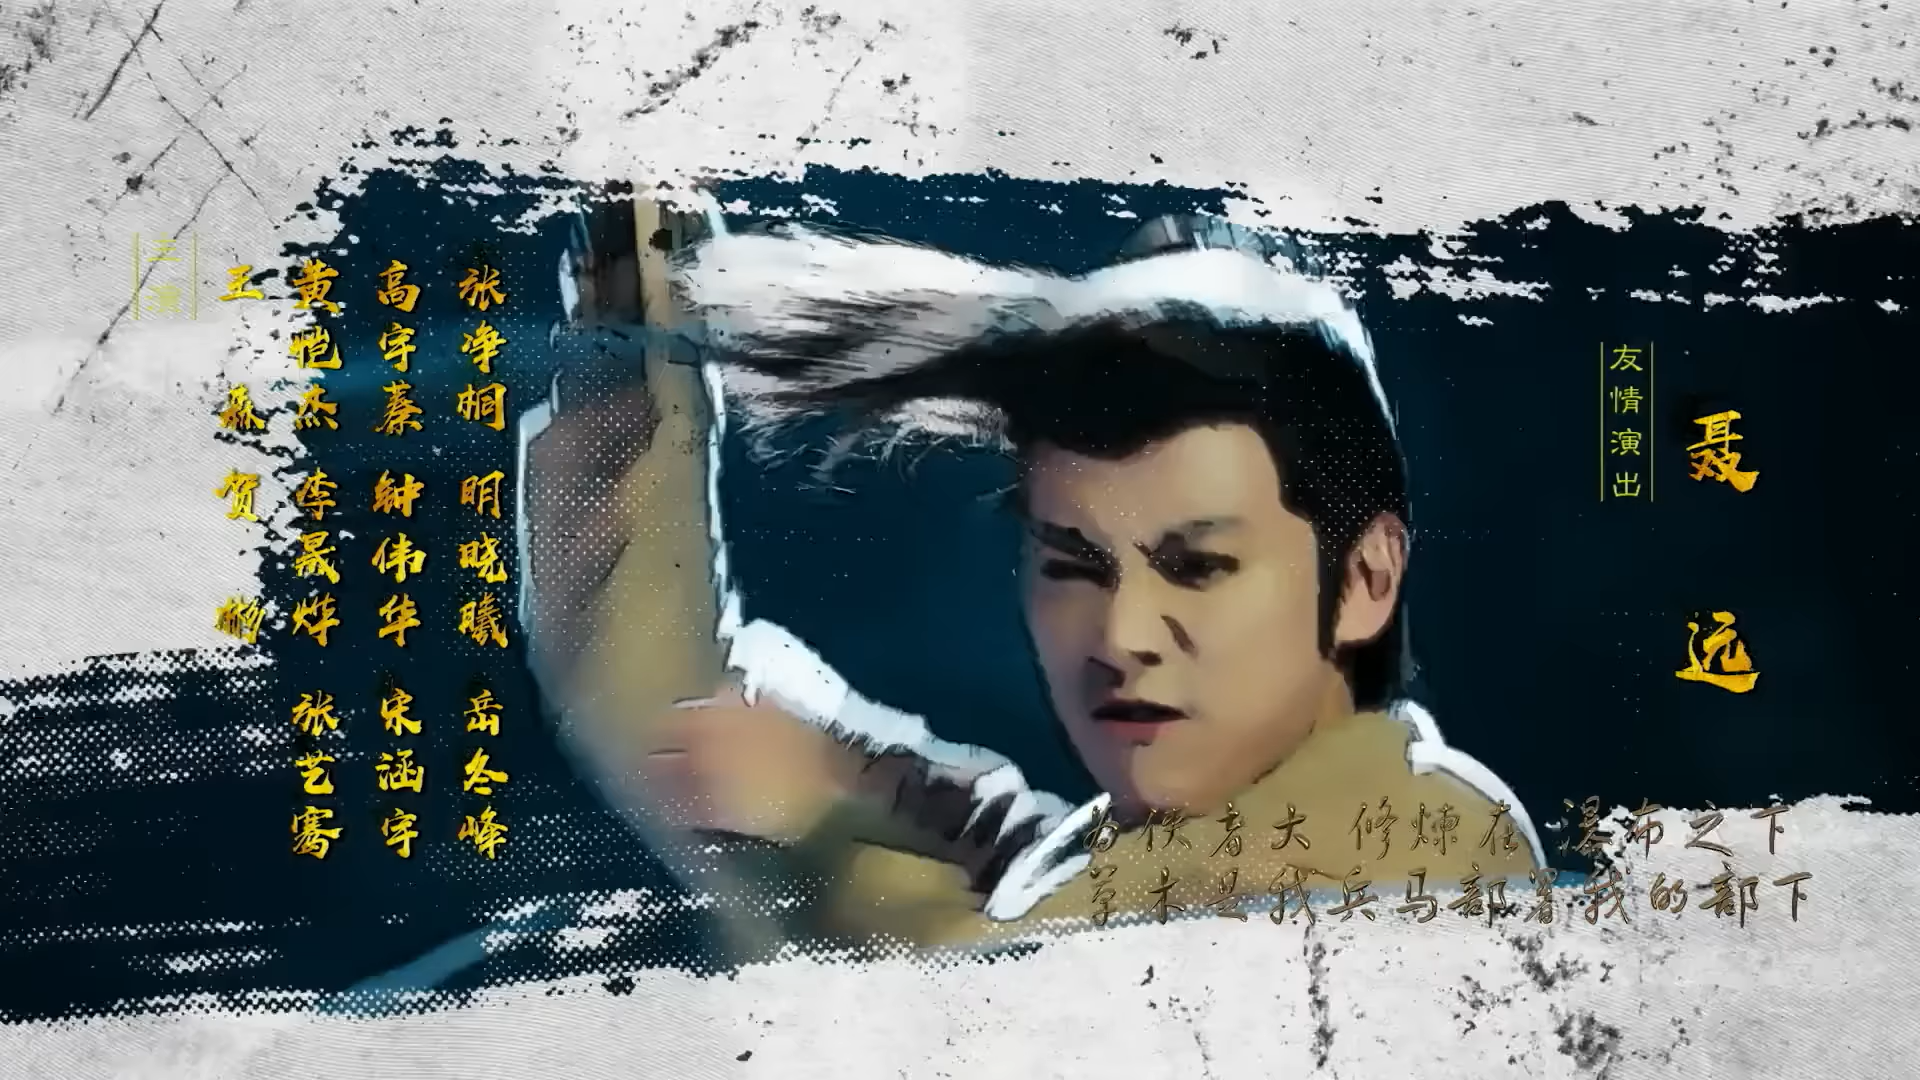 主演
王森
贺彬
黄恺杰
李晟烨
张艺骞
高宇蓁
钟伟华
宋涵宇
张峥桐
明晓曦
岳冬峰
友情演出
聂远
为侠者大 修炼在 瀑布之下
草木是我兵马部署我的部下